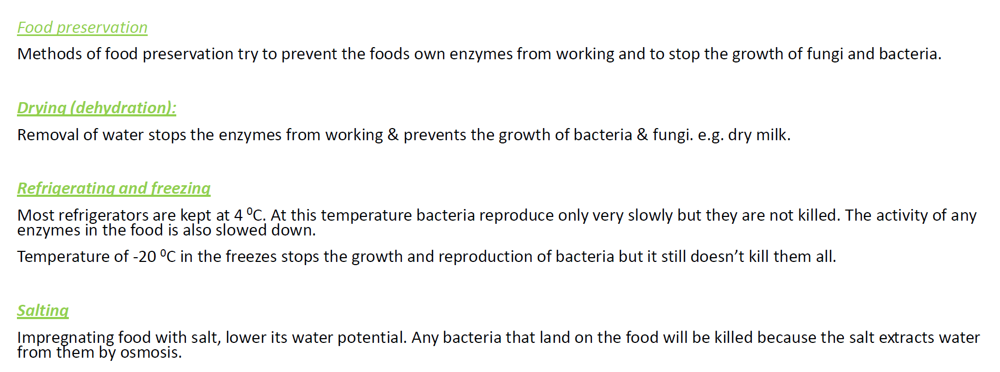 Food preservation
Methods of food preservation try to prevent the foods own enzymes from working and to stop the growth of fungi and bacteria.
Drying (dehydration):
Removal of water stops the enzymes from working & prevents the growth of bacteria & fungi. e.g. dry milk.
Refrigerating and freezing
Most refrigerators are kept at 4 ⁰C. At this temperature bacteria reproduce only very slowly but they are not killed. The activity of any
enzymes in the food is also slowed down.
Temperature of -20 ⁰C in the freezes stops the growth and reproduction of bacteria but it still doesn’t kill them all.
Salting
Impregnating food with salt, lower its water potential. Any bacteria that land on the food will be killed because the salt extracts water
from them by osmosis.